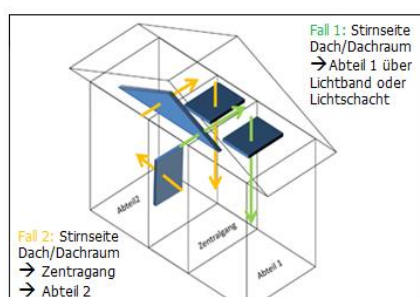 Fall 1: Stirnseite
Dach/Dachraum
→ Abteil 1 über
Lichtband oder
Lichtschacht
Abteil2
Zentralgang
Abteil 1
Fall 2: Stirnseite
Dach/Dachraum
→ Zentragang
→ Abteil 2